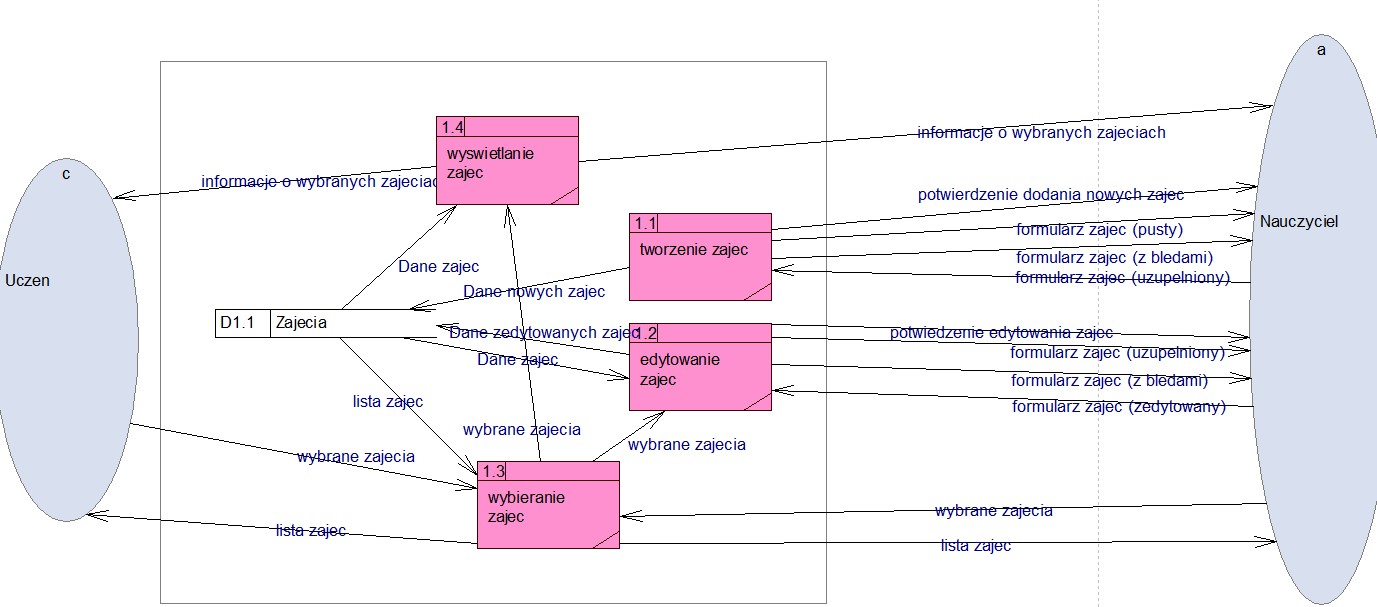 a
1.4
wyswietlanie
zajec
informacje o wybranych zajeciach
c
informacje o wybranych zajeciac
potwierdzenie dodania nowych zajec
1.1
tworzenie zajec
formularz zajec (pusty)
Nauczyciel
formularz zajec (z bledami)
Dane zajec
formularz zajec (uzupelniony)
Uczen
Dane nowych zajec
D1.1 Zajecia
Dane zedytowanych zajec
1.2
potwiedzenie edytowania zajec
edytowanie
zajec
Dane zajec
formularz zajec (uzupelniony)
formularz zajec (z bledami)
lista zajec
formularz zajec (zedytowany)
wybrane zajecia
wybrane zajecia
wybrane zajecia
1.3
wybieranie
zajec
wybrane zajecia
lista zajec
lista zajec